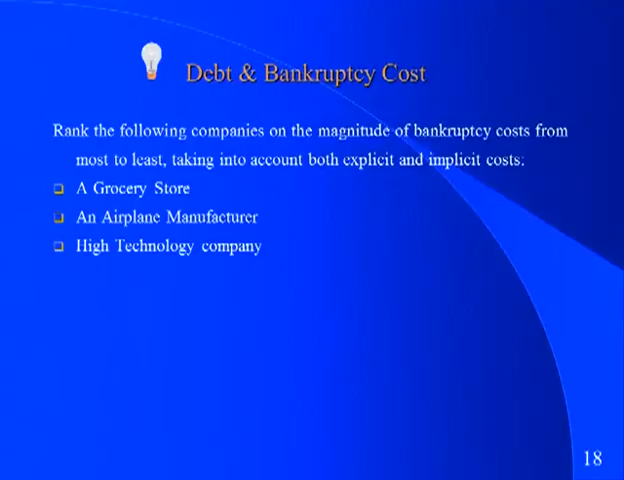 Debt & Bankruptcy Cost
Rank the following companies on the magnitude of bankruptcy costs from
most to least, taking into account both explicit and implicit costs:
A Grocery Store
An Airplane Manufacturer
High Technology company
18